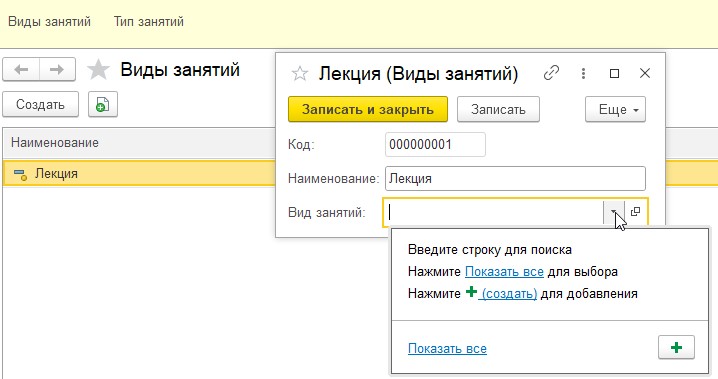 Виды занятий Тип занятий
Виды занятий
Создать
Наименование
Лекция
Лекция (Виды занятий)
Записать и закрыть Записать Еще
Код: 000000001
Наименование: Лекция
Вид занятий:
Введите строку для поиска
Нажмите Показать все для выбора
Нажмите + (создать) для добавления
Показать все